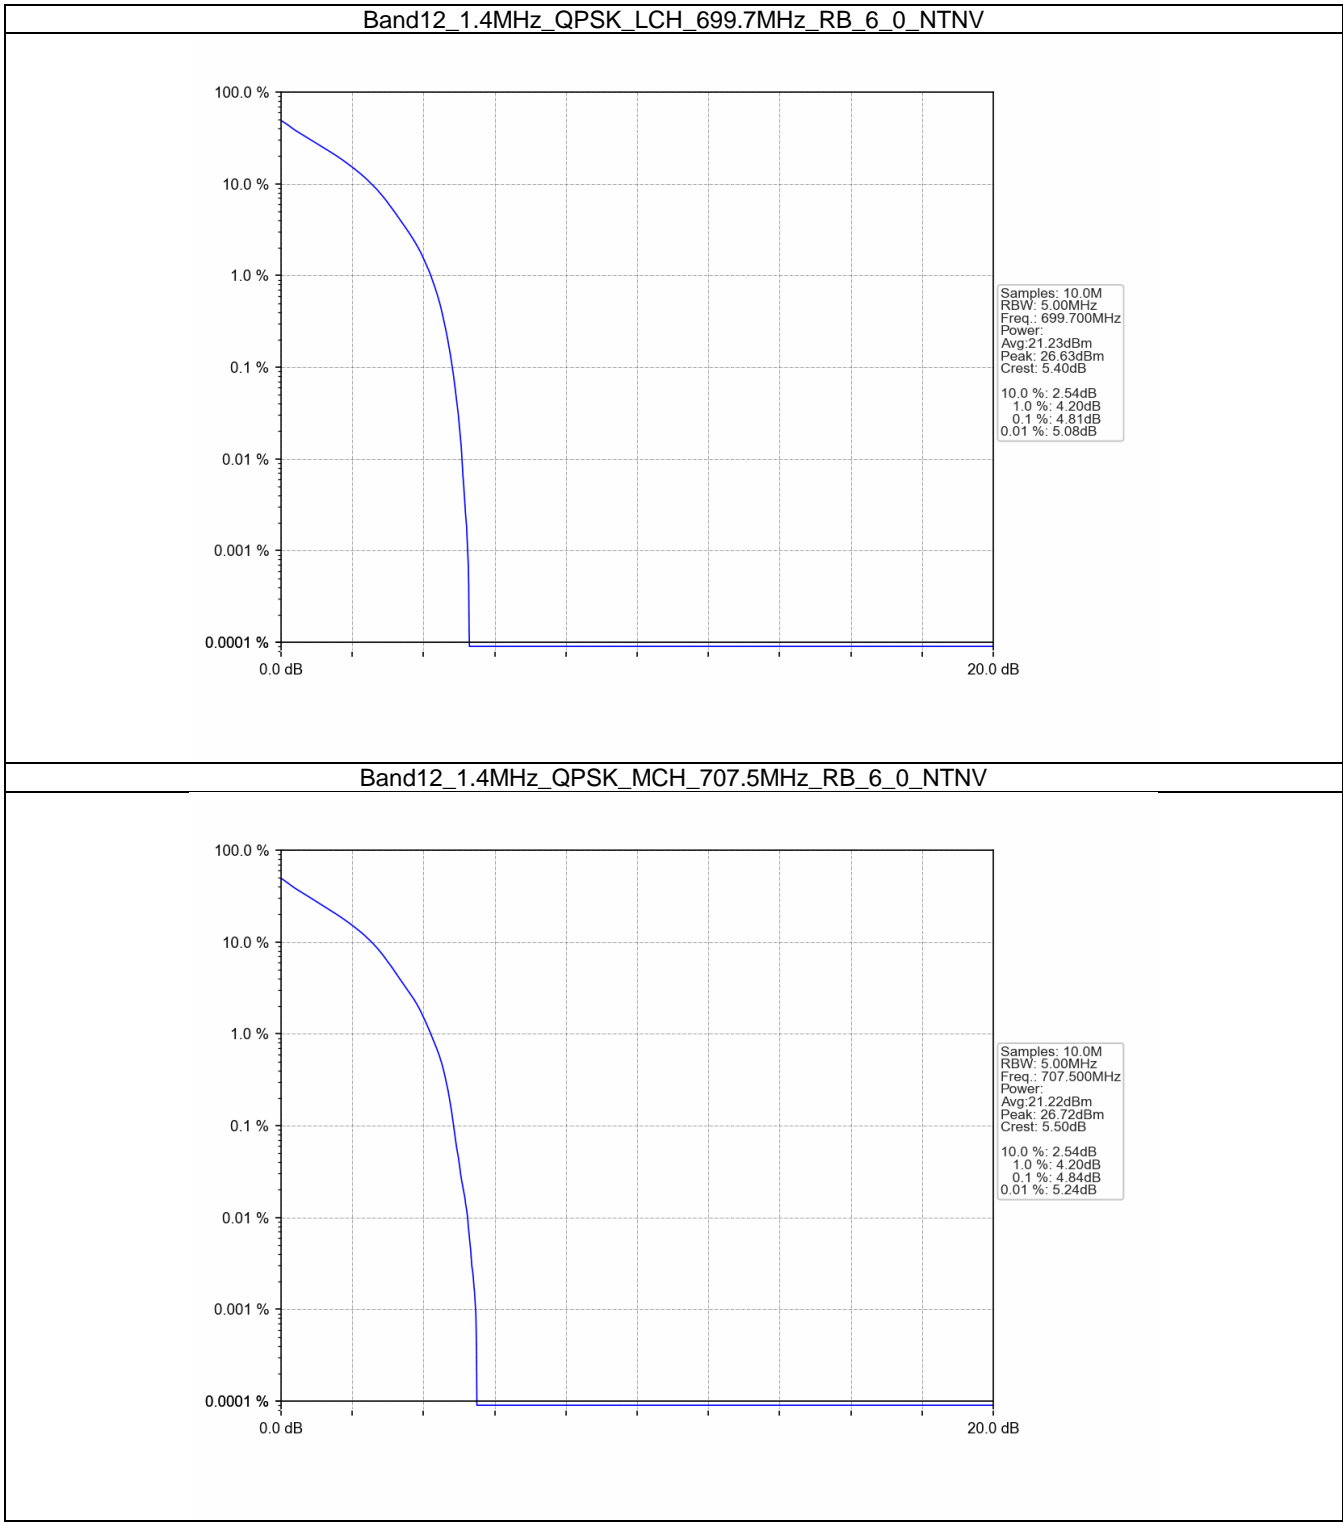 Band12_1.4MHz_QPSK_LCH_699.7MHz_RB_6_0_NTNV
100.0 %
10.0 %
1.0 %
0.1 %
0.01 %
0.001 %
0.0001 %
0.0 dB
20.0 dB
Samples: 10.0M
RBW: 5.00MHz
Freq.: 699.700MHz
Power:
Avg:21.23dBm
Peak: 26.63dBm
Crest: 5.40dB
10.0 %: 2.54dB
1.0 %: 4.20dB
0.1 %: 4.81dB
0.01 %: 5.08dB
Band12_1.4MHz_QPSK_MCH_707.5MHz_RB_6_0_NTNV
100.0 %
10.0 %
1.0 %
0.1 %
0.01 %
0.001 %
0.0001 %
0.0 dB
20.0 dB
Samples: 10.0M
RBW: 5.00MHz
Freq.: 707.500MHz
Power:
Avg:21.22dBm
Peak: 26.72dBm
Crest: 5.50dB
10.0 %: 2.54dB
1.0 %: 4.20dB
0.1 %: 4.84dB
0.01 %: 5.24dB